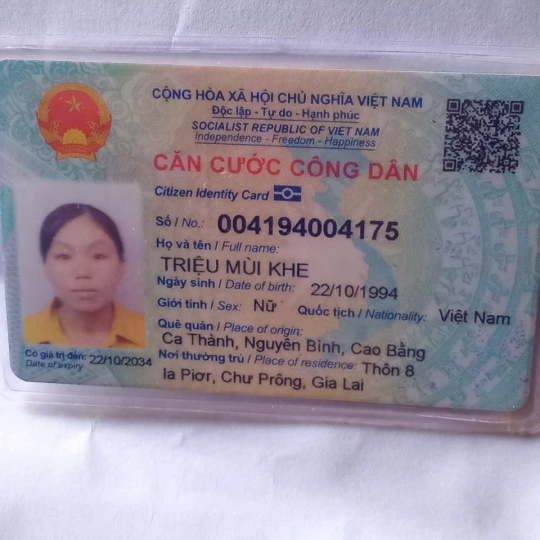 CỘNG HÒA XÃ HỘI CHỦ NGHĨA VIỆT NAM
Độc lập - Tự do - Hạnh phúc
SOCIALIST REPUBLIC OF VIET NAM
Independence - Freedom - Happiness
CĂN CƯỚC CÔNG DÂN
Citizen Identity Card
Số / No.: 004194004175
Họ và tên / Full name:
TRIỆU MÙI KHE
Ngày sinh / Date of birth: 22/10/1994
Giới tính / Sex: Nữ Quốc tịch / Nationality: Việt Nam
Quê quán / Place of origin:
Ca Thành, Nguyên Bình, Cao Bằng
Nơi thường trú / Place of residence: Thôn 8
Ia Piơr, Chư Prông, Gia Lai
Có giá trị đến: 22/10/2034
Date of expiry